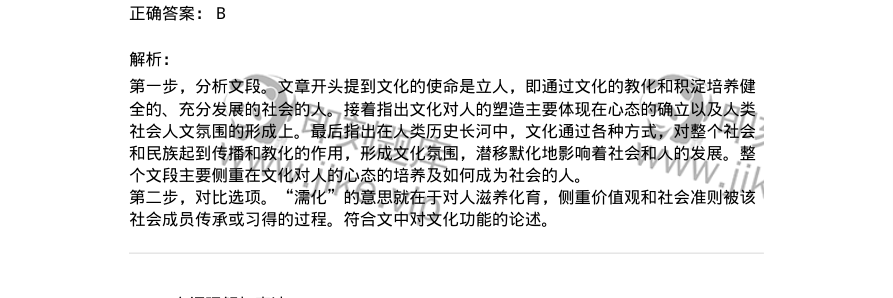 正确答案： B
解析：
第一步，分析文段。文章开头提到文化的使命是立人，即通过文化的教化和积淀培养健
全的、充分发展的社会的人。接着指出文化对人的塑造主要体现在心态的确立以及人类
社会人文氛围的形成上。最后指出在人类历史长河中，文化通过各种方式，对整个社会
和民族起到传播和教化的作用，形成文化氛围，潜移默化地影响着社会和人的发展。整
个文段主要侧重在文化对人的心态的培养及如何成为社会的人。
第二步，对比选项。“濡化”的意思就在于对人滋养化育，侧重价值观和社会准则被该
社会成员传承或习得的过程。符合文中对文化功能的论述。